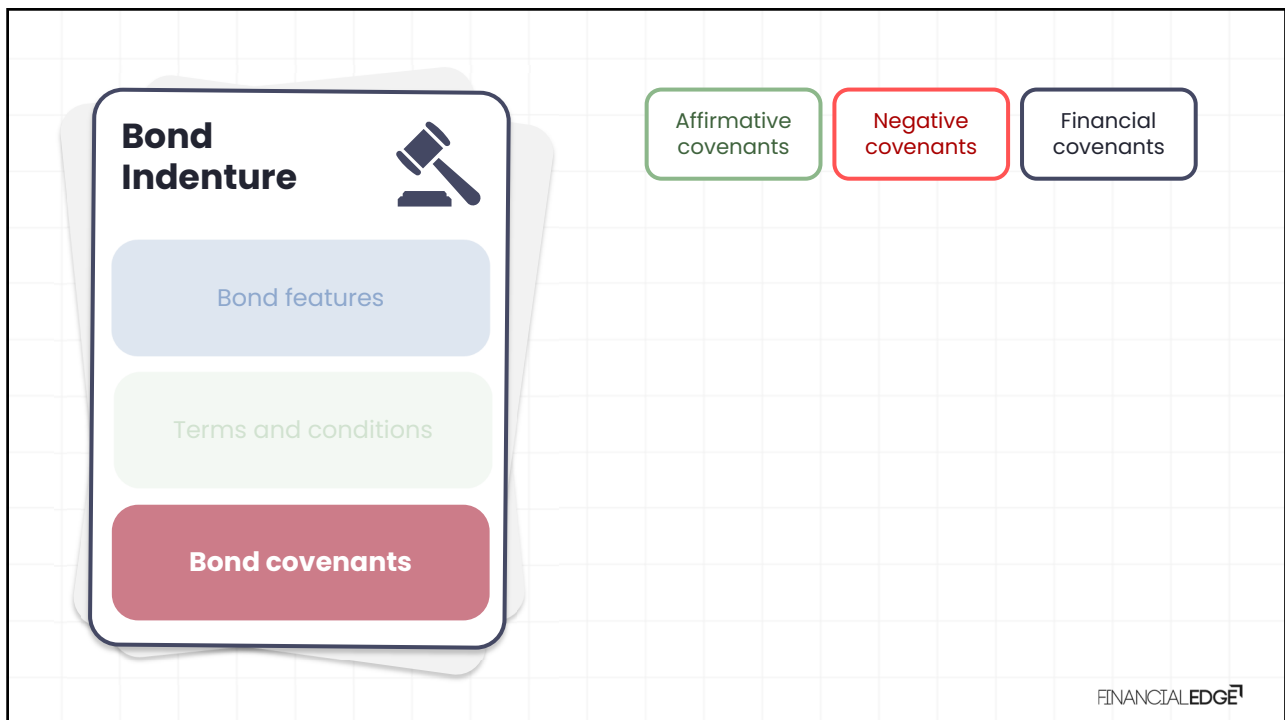 Bond
Indenture
Bond features
Terms and conditions
Bond covenants
Affirmative
covenants
Negative
covenants
Financial
covenants
FINANCIALEDGE